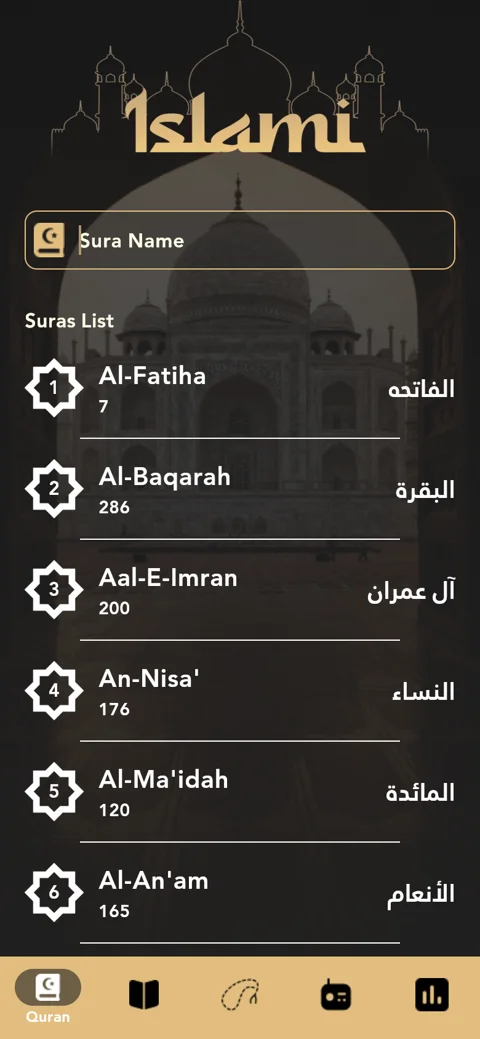 Islami
Sura Name
Suras List
1 Al-Fatiha الفاتحه
7
2 Al-Baqarah البقرة
286
3 Aal-E-Imran آل عمران
200
4 An-Nisa' النساء
176
5 Al-Ma'idah المائدة
120
6 Al-An'am الأنعام
165
Quran